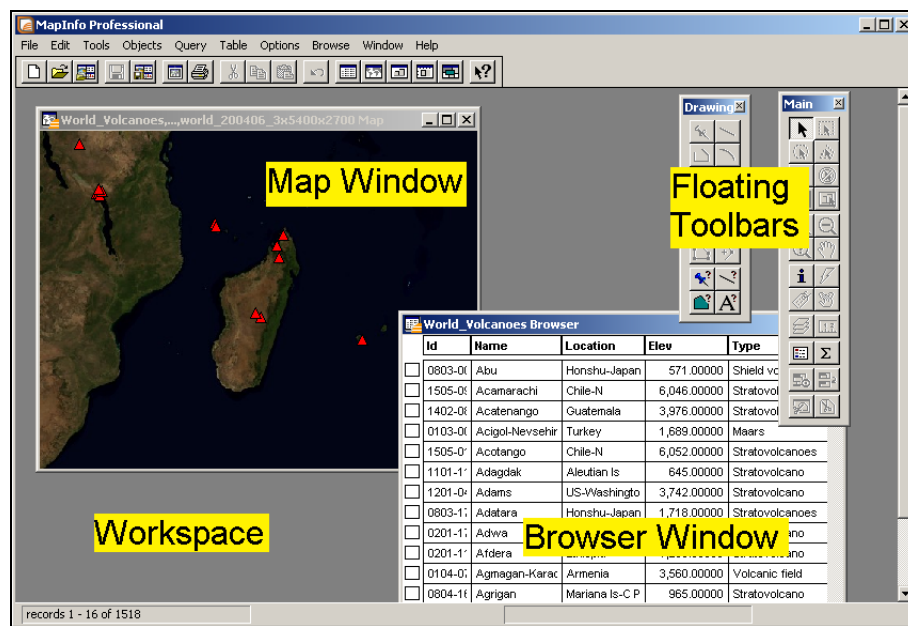 MapInfo Professional
File Edit Tools Objects Query Table Options Browse Window Help
World_Volcanoes,...,world_200406_3x5400x2700 Map
Map Window
Drawing
Main
Floating
Toolbars
World_Volcanoes Browser
Id Name Location Elev Type
0803-0 Abu Honshu-Japan 571.00000 Shield vo
1505-0 Acamarachi Chile-N 6,046.00000 Stratovol
1402-0 Acatenango Guatemala 3,976.00000 Stratovol
0103-0 Acigol-Nevsehir Turkey 1,689.00000 Maars
1505-0 Acotango Chile-N 6,052.00000 Stratovolcanoes
1101-1 Adagdak Aleutian Is 645.00000 Stratovolcano
1201-0 Adams US-Washingto 3,742.00000 Stratovolcano
0803-1 Adatara Honshu-Japan 1,718.00000 Stratovolcano
0201-1 Adwa ano
0201-1 Afdera ano
0104-0 Agmagan-Karac Armenia 3,560.00000 Volcanic field
0804-1 Agrigan Mariana Is-C P 965.00000 Stratovolcano
Workspace
Browser Window
records 1 - 16 of 1518